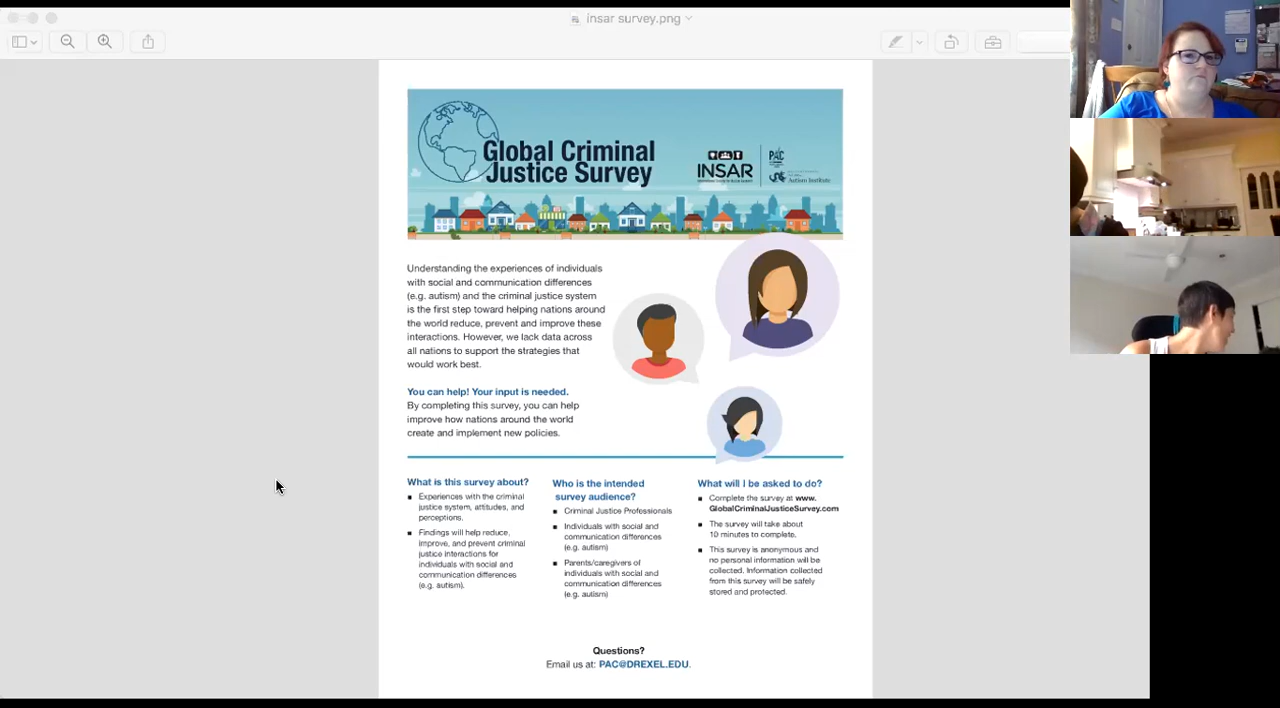 insar survey.png
Global Criminal
Justice Survey
INSAR
PAC
Autism Institute
Understanding the experiences of individuals
with social and communication differences
(e.g. autism) and the criminal justice system
is the first step toward helping nations around
the world reduce, prevent and improve these
interactions. However, we lack data across
all nations to support the strategies that
would work best.
You can help! Your input is needed.
By completing this survey, you can help
improve how nations around the world
create and implement new policies.
What is this survey about?
▪ Experiences with the criminal
justice system, attitudes, and
perceptions.
▪ Findings will help reduce,
improve, and prevent criminal
justice interactions for
individuals with social and
communication differences
(e.g. autism).
Who is the intended
survey audience?
▪ Criminal Justice Professionals
▪ Individuals with social and
communication differences
(e.g. autism)
▪ Parents/caregivers of
individuals with social and
communication differences
(e.g. autism)
What will I be asked to do?
▪ Complete the survey at www.
GlobalCriminalJusticeSurvey.com
▪ The survey will take about
10 minutes to complete.
▪ This survey is anonymous and
no personal information will be
collected. Information collected
from this survey will be safely
stored and protected.
Questions?
Email us at: PAC@DREXEL.EDU.